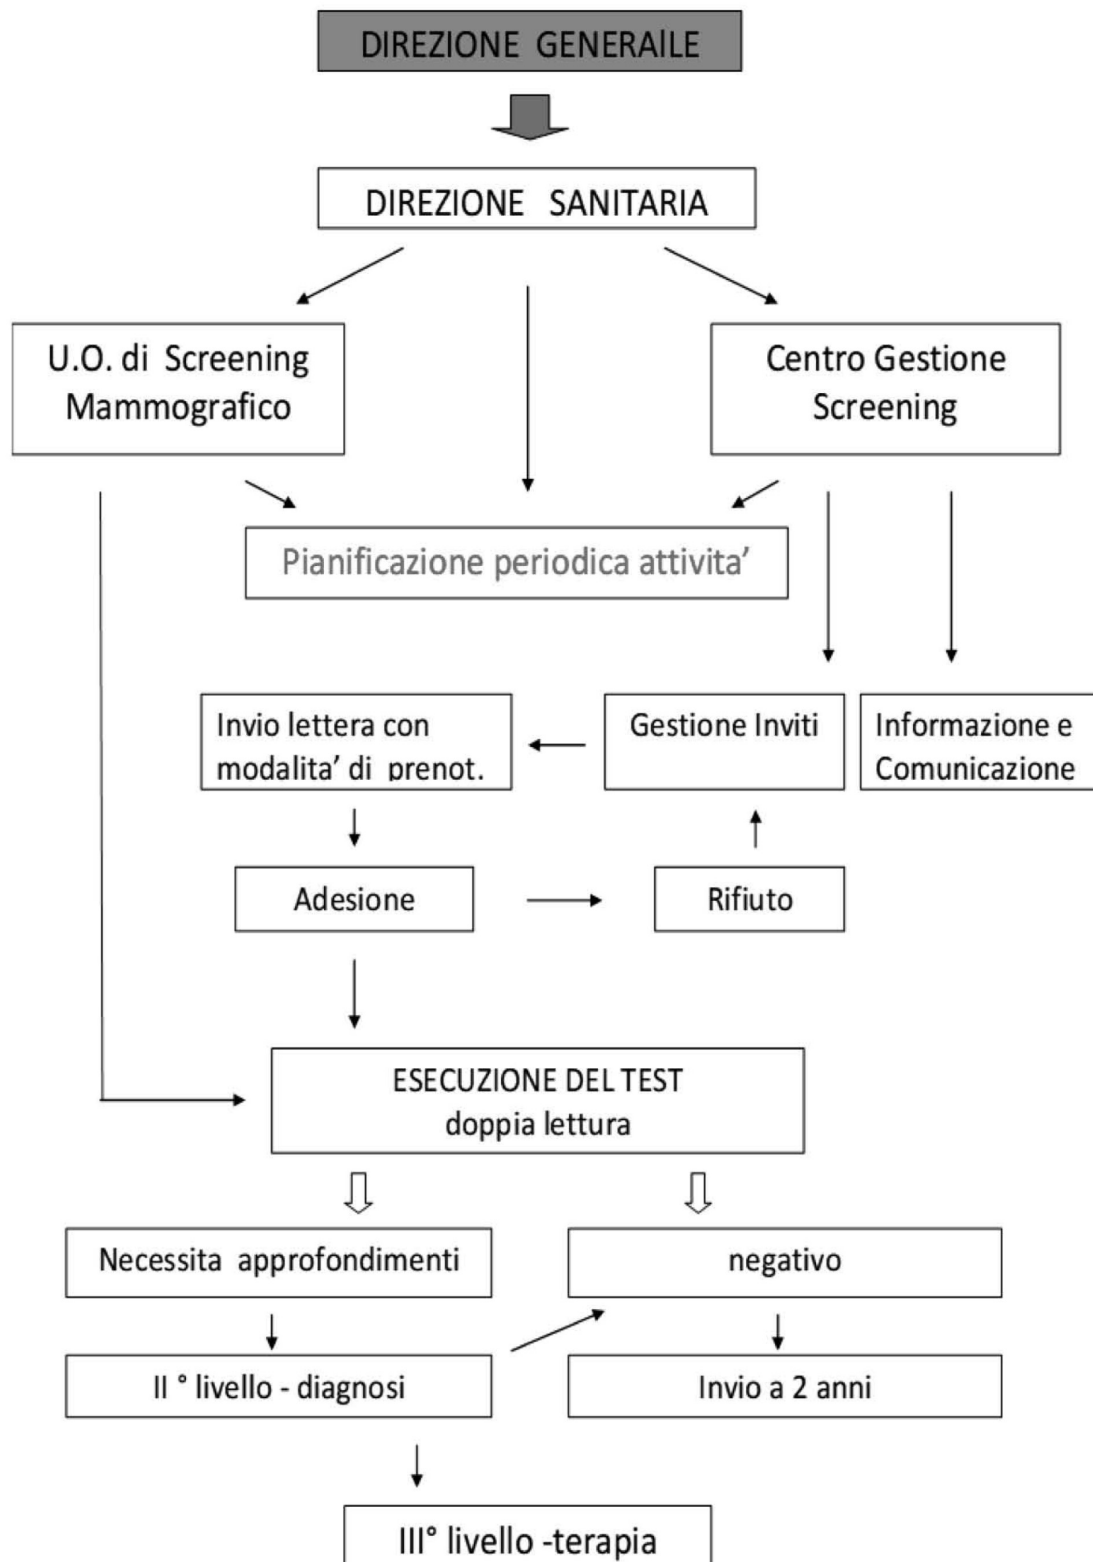 DIREZIONE GENERAlLE
DIREZIONE SANITARIA
U.O. di Screening
Mammografico
Centro Gestione
Screening
Pianificazione periodica attivita’
Invio lettera con
modalita’ di prenot.
Gestione Inviti
Informazione e
Comunicazione
Adesione
Rifiuto
ESECUZIONE DEL TEST
doppia lettura
Necessita approfondimenti
negativo
II ° livello - diagnosi
Invio a 2 anni
III° livello -terapia